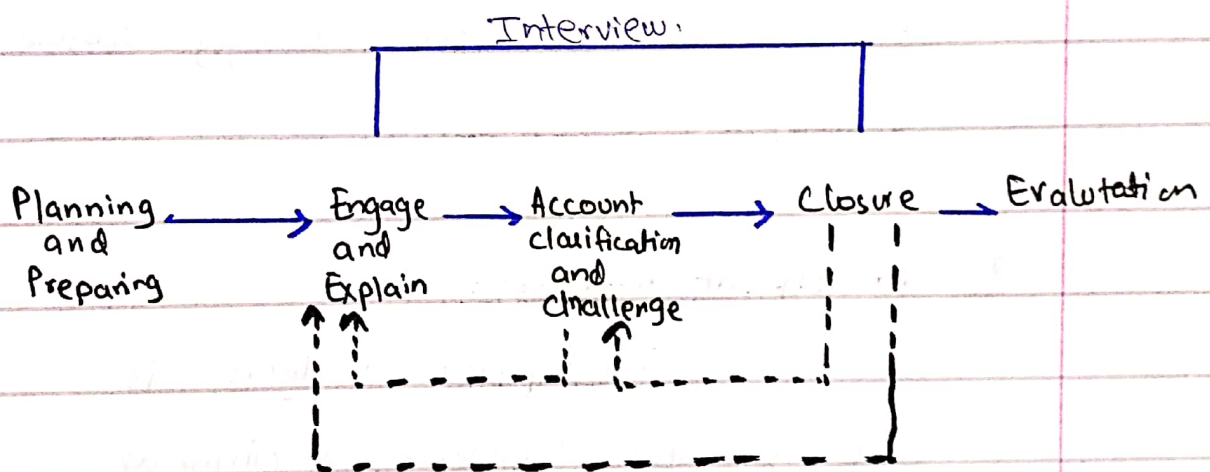 Interview.
Planning
and
Preparing
Engage
and
Explain
Account
clarification
and
challenge
Closure
Evalutation